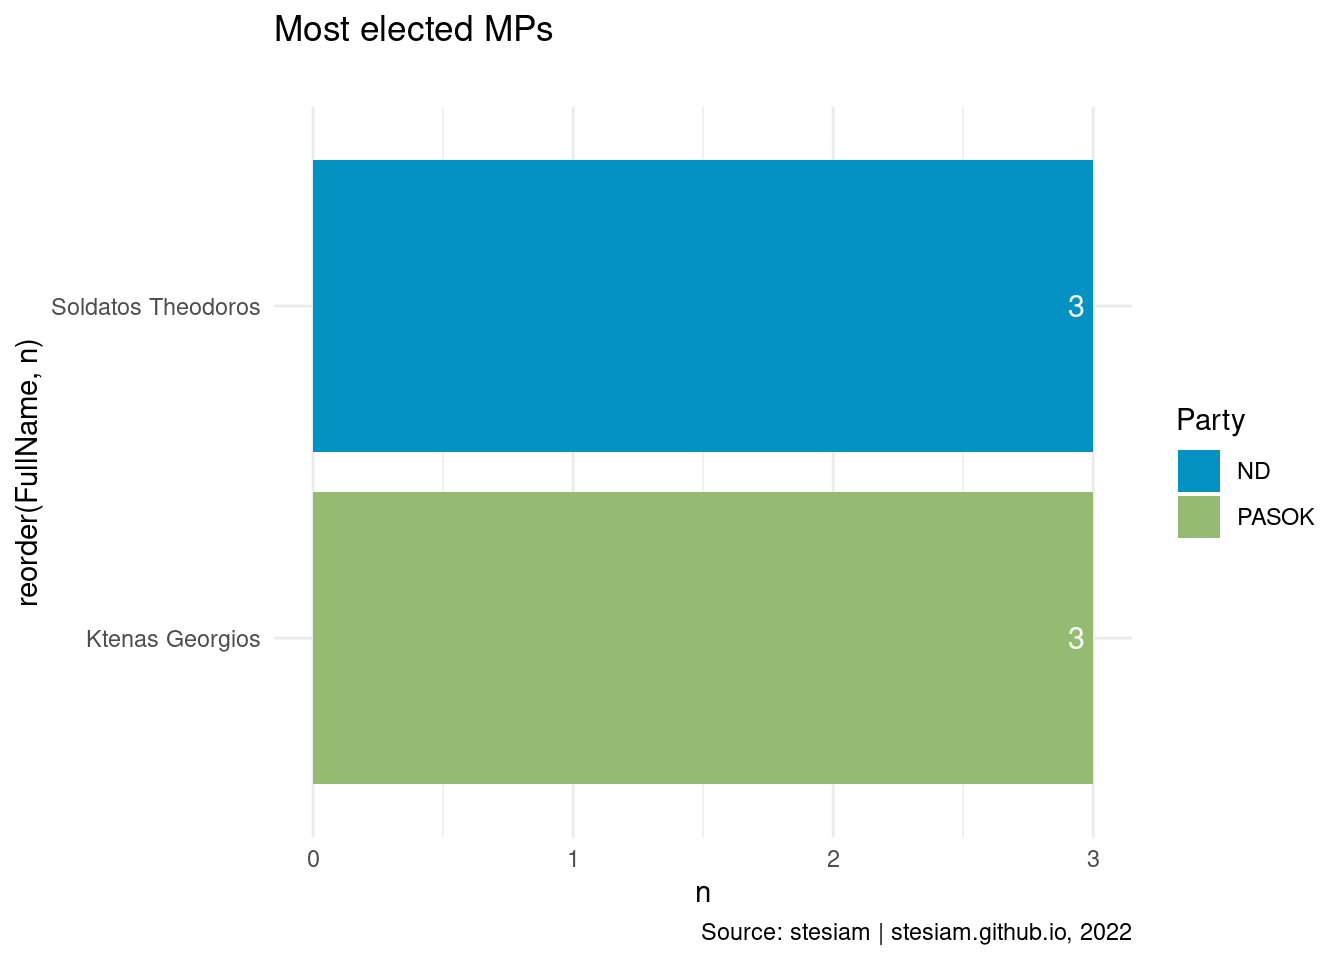 Most elected MPs
reorder(FullName, n)
Soldatos Theodoros
3
Ktenas Georgios
3
0 1 2 3
n
Party
ND
PASOK
Source: stesiam | stesiam.github.io, 2022